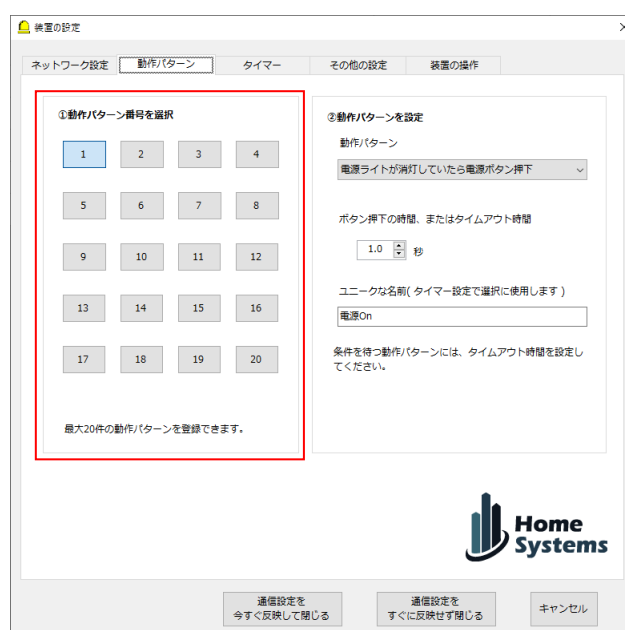 装置の設定
ネットワーク設定 動作パターン タイマー その他の設定 装置の操作
①動作パターン番号を選択
1 2 3 4
5 6 7 8
9 10 11 12
13 14 15 16
17 18 19 20
最大20件の動作パターンを登録できます。
②動作パターンを設定
動作パターン
電源ライトが消灯していたら電源ボタン押下
ボタン押下の時間、またはタイムアウト時間
1.0 秒
ユニークな名前( タイマー設定で選択に使用します )
電源On
条件を待つ動作パターンには、タイムアウト時間を設定し
てください。
Home
Systems
通信設定を
今すぐ反映して閉じる
通信設定を
すぐに反映せず閉じる
キャンセル